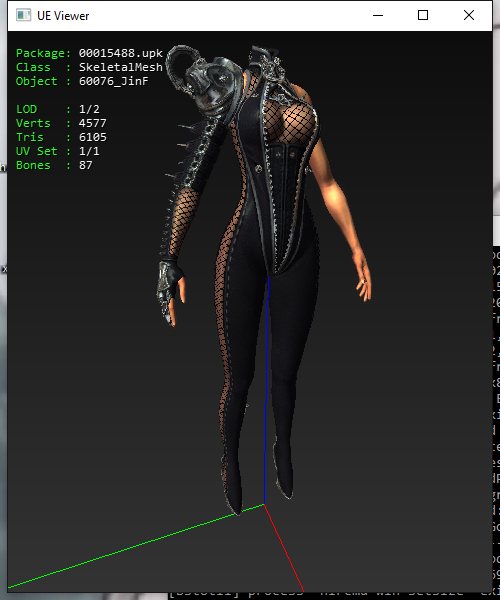 UE Viewer
Package: 00015488.upk
Class : SkeletalMesh
Object : 60076_JinF
LOD : 1/2
Verts : 4577
Tris : 6105
UV Set : 1/1
Bones : 87